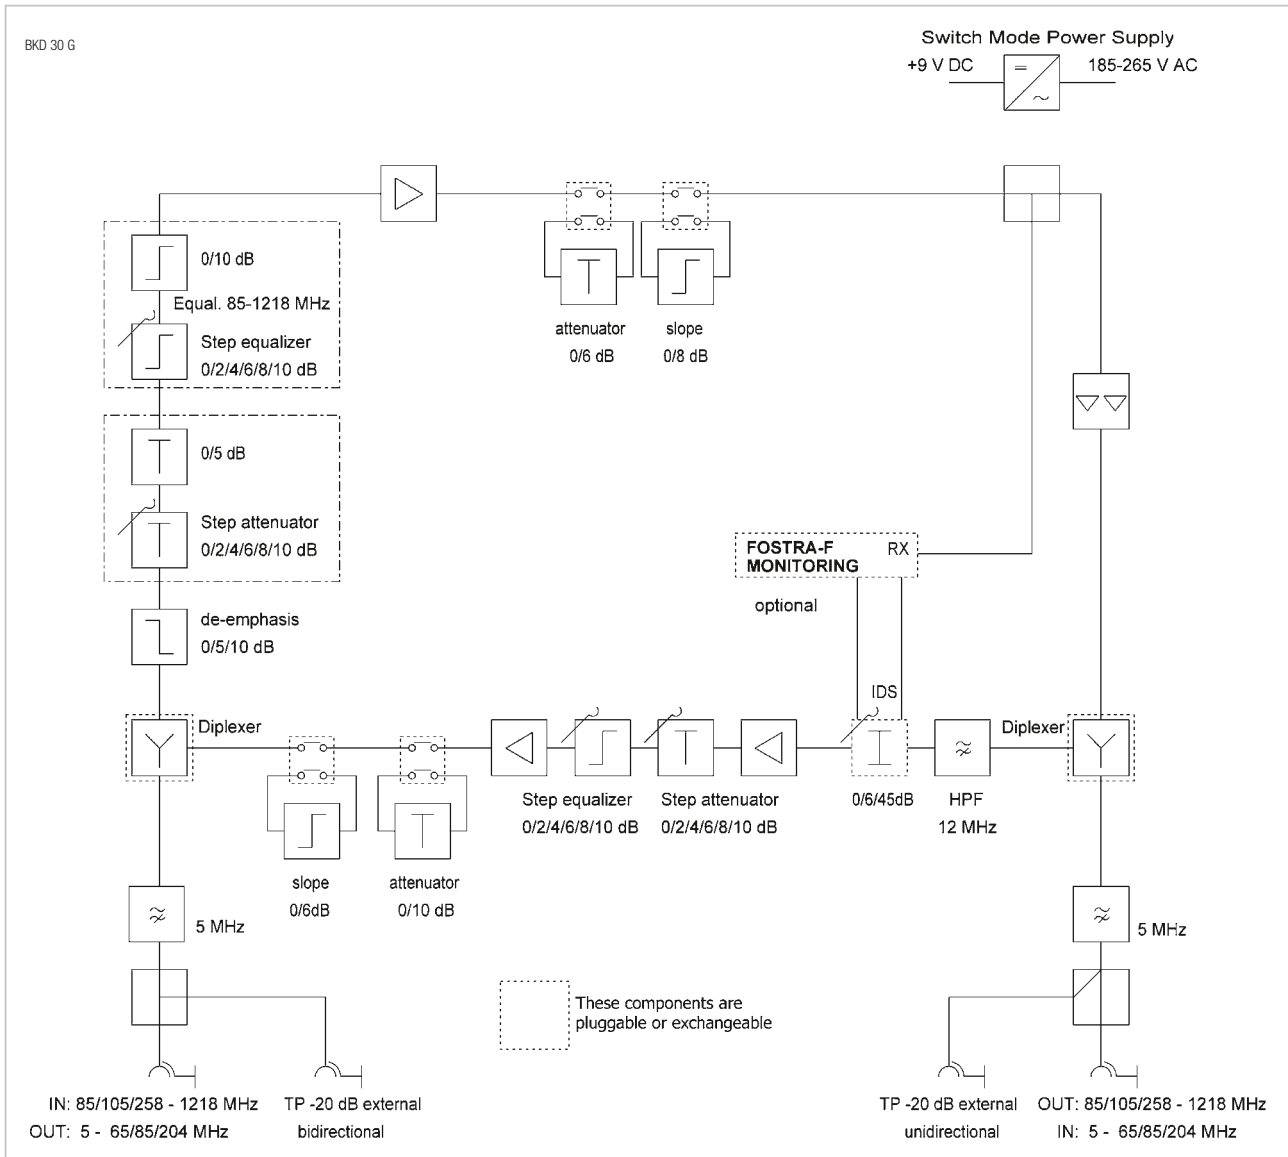 BKD 30 G
Switch Mode Power Supply
+9 V DC
185-265 V AC
0/10 dB
Equal. 85-1218 MHz
Step equalizer
0/2/4/6/8/10 dB
attenuator
0/6 dB
slope
0/8 dB
0/5 dB
Step attenuator
0/2/4/6/8/10 dB
FOSTRA-F
MONITORING
RX
optional
de-emphasis
0/5/10 dB
IDS
Diplexer
Diplexer
Step equalizer
0/2/4/6/8/10 dB
Step attenuator
0/2/4/6/8/10 dB
0/6/45dB
HPF
12 MHz
slope
0/6dB
attenuator
0/10 dB
5 MHz
5 MHz
These components are
pluggable or exchangeable
IN: 85/105/258 - 1218 MHz
OUT: 5 - 65/85/204 MHz
TP -20 dB external
bidirectional
TP -20 dB external
unidirectional
OUT: 85/105/258 - 1218 MHz
IN: 5 - 65/85/204 MHz